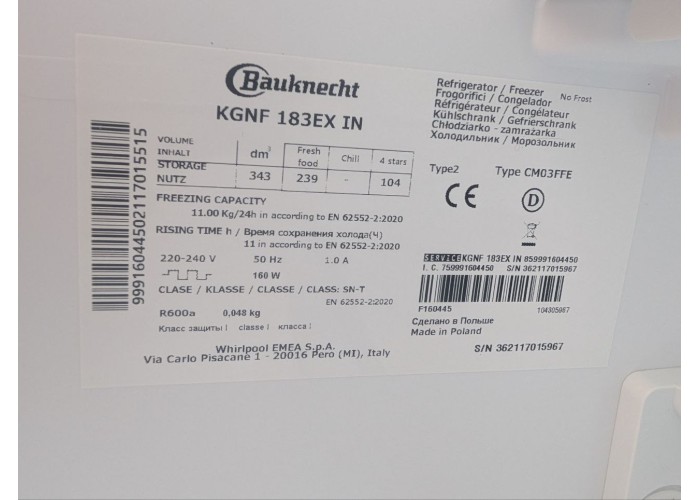 Bauknecht
KGNF 183EX IN
Refrigerator / Freezer No Frost
Frogorifici / Congelador
Réfrigérateur / Congélateur
Kühlschrank / Gefrierschrank
Chłodziarko - zamrażarka
Холодильник / Морозольник
VOLUME
INHALT
STORAGE
NUTZ
dm³ Fresh food Chill 4 stars
343 239 - 104
Type2 Type CM03FFE
CE D
FREEZING CAPACITY
11.00 Kg/24h in according to EN 62552-2:2020
RISING TIME h / Время сохранения холода(Ч)
11 in according to EN 62552-2:2020
220-240 V 50 Hz 1.0 A
160 W
CLASE / KLASSE / CLASSE / CLASS: SN-T
EN 62552-2:2020
R600a 0,048 kg
Класс защиты I classe I класса I
Whirlpool EMEA S.p.A.
Via Carlo Pisacane 1 - 20016 Pero (MI), Italy
SERVICE KGNF 183EX IN 859991604450
I. C. 759991604450 S/N 362117015967
F160445 104305967
Сделано в Польше
Made in Poland
S/N 362117015967
99916044502117015515